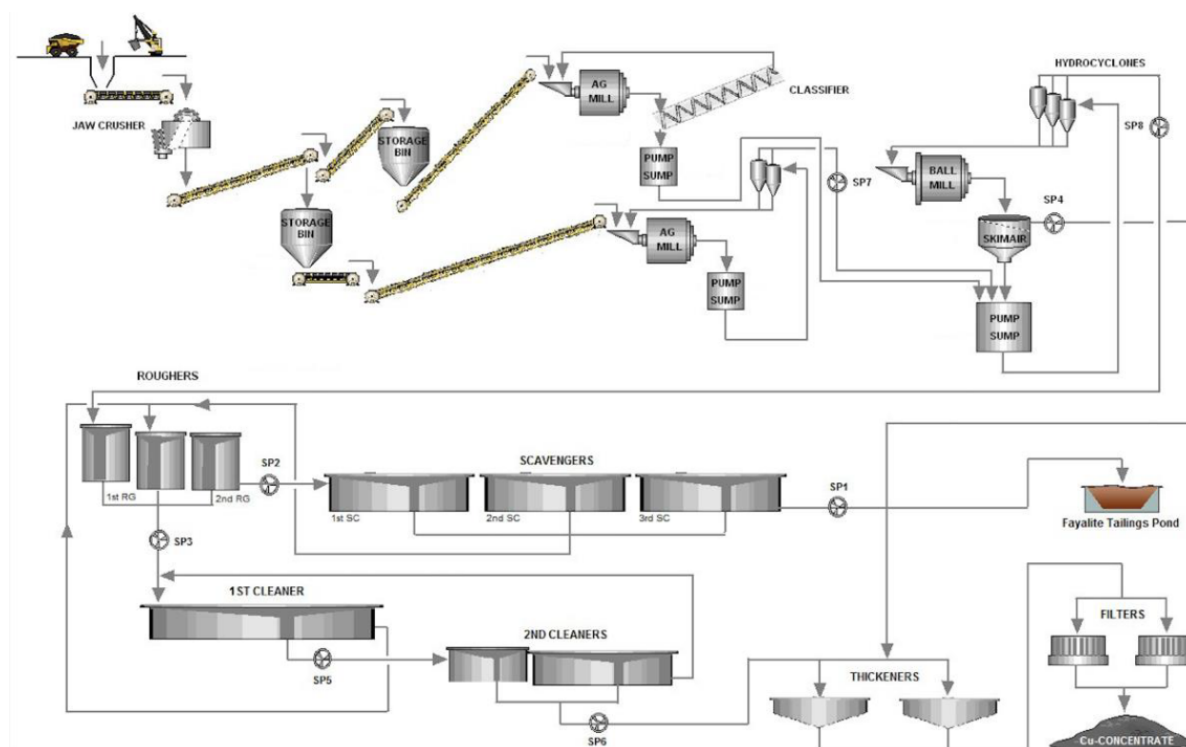 HYDROCYCLONES
AG
MILL
CLASSIFIER
JAW CRUSHER
SP8
STORAGE
BIN
PUMP
SUMP
SP7
BALL
MILL
SP4
STORAGE
BIN
AG
MILL
SKIMAIR
PUMP
SUMP
PUMP
SUMP
ROUGHERS
SP2
SCAVENGERS
SP1
1st RG
2nd RG
1st SC
2nd SC
3rd SC
Fayalite Tailings Pond
SP3
1ST CLEANER
2ND CLEANERS
FILTERS
SP5
THICKENERS
SP6
Cu-CONCENTRATE